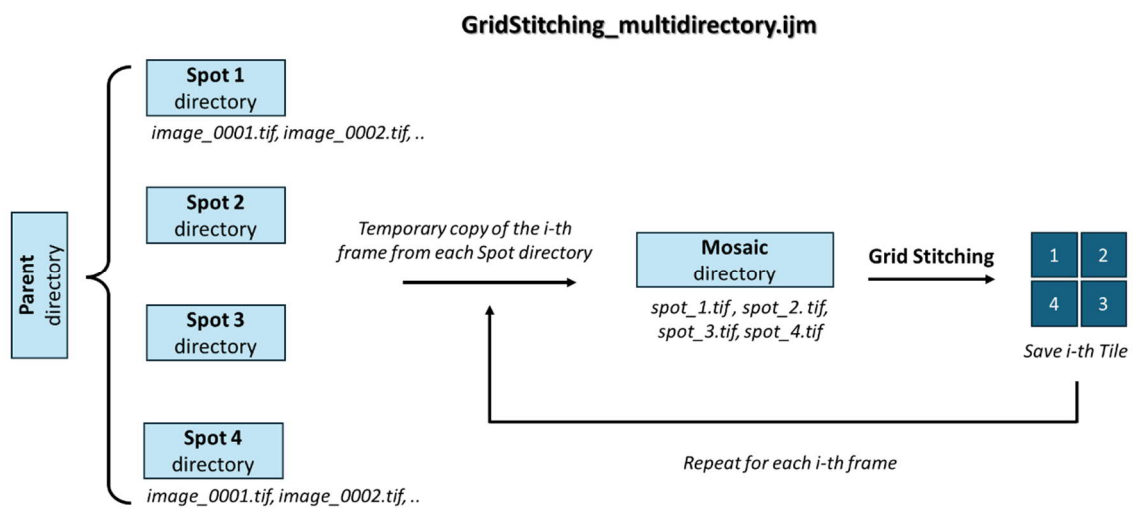 GridStitching_multidirectory.ijm
Parent
directory
Spot 1
directory
image_0001.tif, image_0002.tif, ..
Spot 2
directory
Spot 3
directory
Spot 4
directory
image_0001.tif, image_0002.tif, ..
Temporary copy of the i-th
frame from each Spot directory
Mosaic
directory
spot_1.tif , spot_2. tif,
spot_3.tif, spot_4.tif
Grid Stitching
1 2
4 3
Save i-th Tile
Repeat for each i-th frame